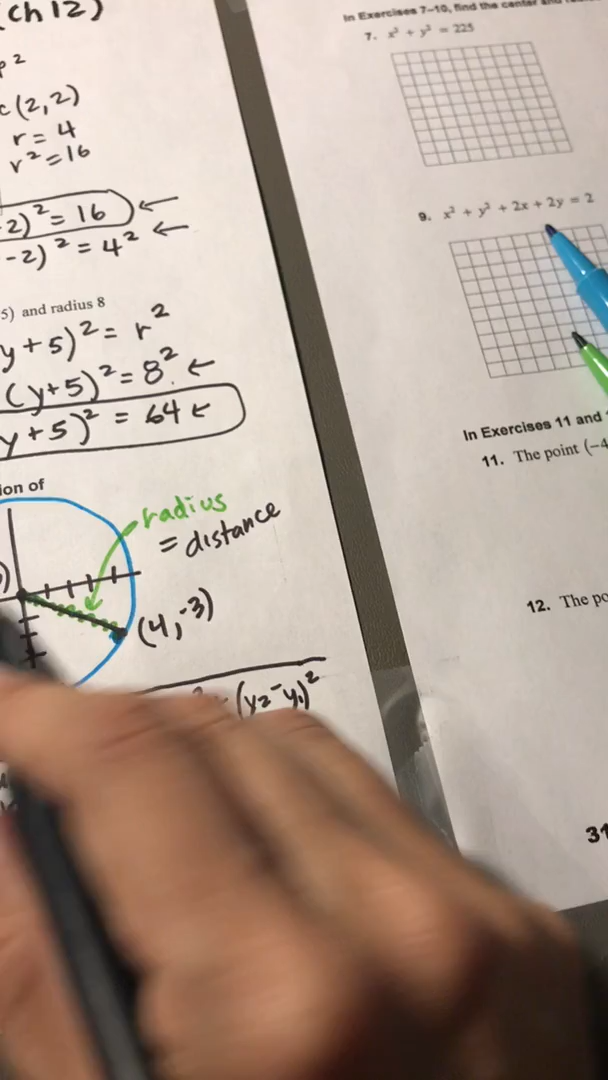 Ch 12)
c(2,2)
r = 4
r² = 16
-2)² = 16
-2)² = 4²
5) and radius 8
y+5)² = r²
(y+5)² = 8²
y+5)² = 64
ion of
radius
= distance
(4,-3)
(y₂-y₁)²
In Exercises 7–10, find the center and
7. x² + y² = 225
9. x² + y² + 2x + 2y = 2
In Exercises 11 and
11. The point (−4
12. The po
31